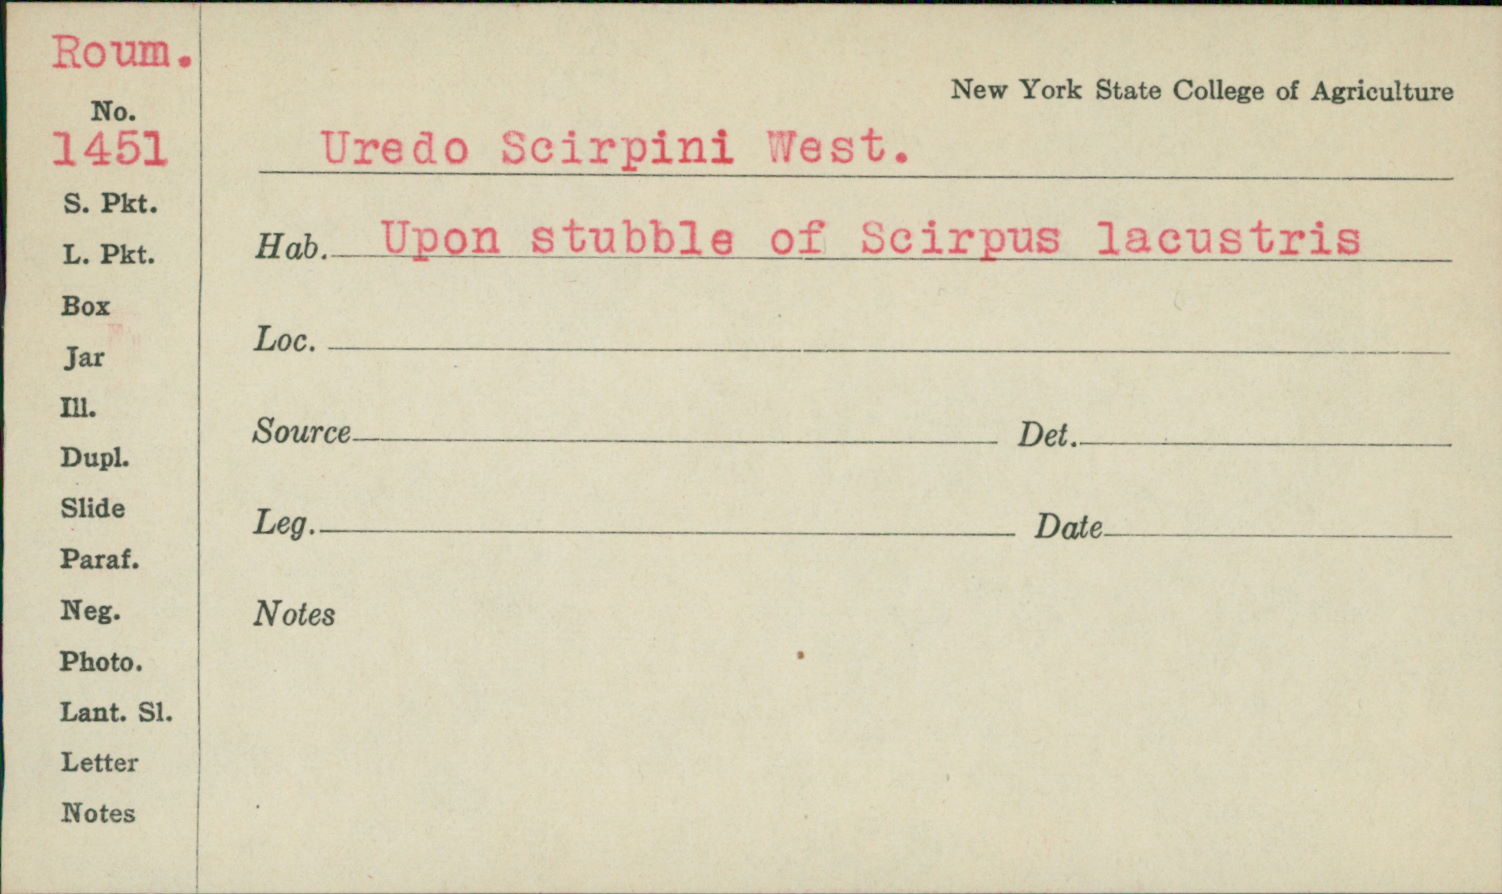 Roum.
No.
1451
S. Pkt.
L. Pkt.
Box
Jar
Ill.
Dupl.
Slide
Paraf.
Neg.
Photo.
Lant. Sl.
Letter
Notes
New York State College of Agriculture
Uredo Scirpini West.
Hab. Upon stubble of Scirpus lacustris
Loc.
Source Det.
Leg. Date
Notes